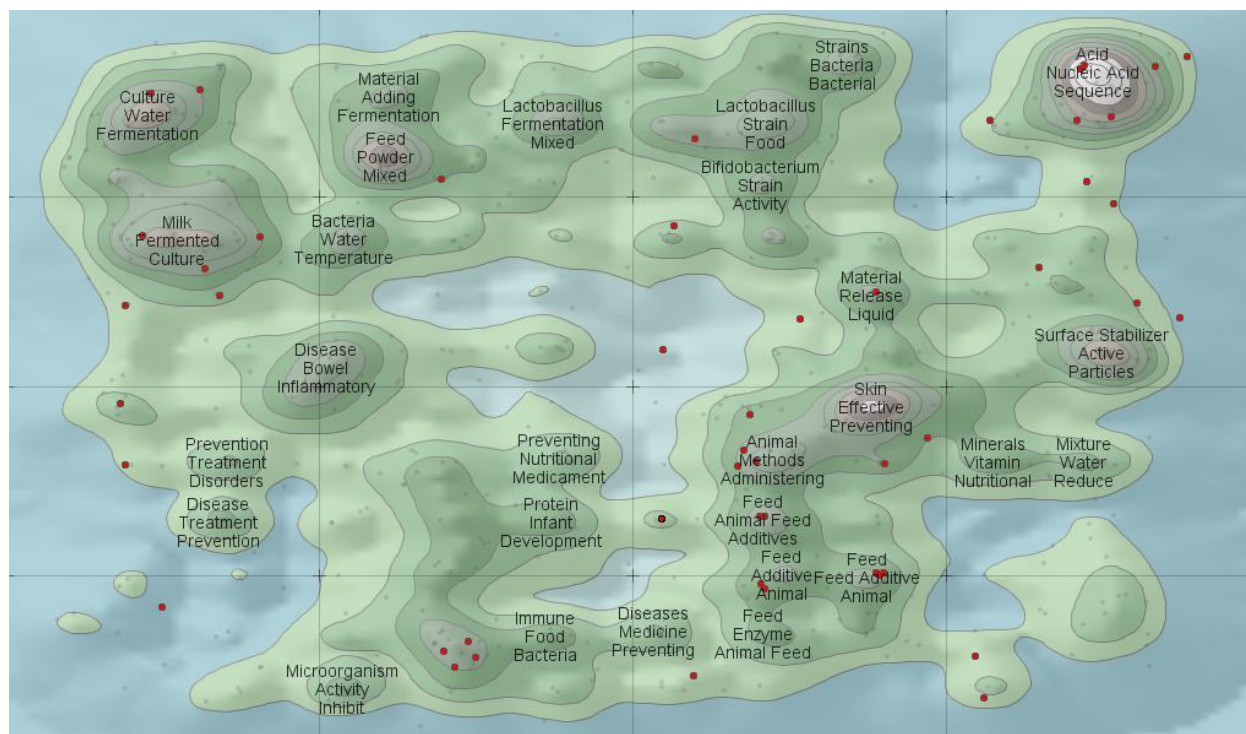 Strains
Bacteria
Bacterial
Acid
Nucleic Acid
Sequence
Material
Adding
Fermentation
Culture
Water
Fermentation
Lactobacillus
Fermented
Mixed
Lactobacillus
Strain
Food
Feed
Powder
Mixed
Bifidobacterium
Strain
Activity
Milk
Fermented
Culture
Bacteria
Water
Temperature
Material
Release
Liquid
Surface Stabilizer
Active
Particles
Disease
Bowel
Inflammatory
Skin
Effective
Preventing
Prevention
Treatment
Disorders
Preventing
Nutritional
Medicament
Animal
Methods
Administering
Minerals
Vitamin
Nutritional
Mixture
Water
Reduce
Disease
Treatment
Prevention
Protein
Infant
Development
Feed
Animal Feed
Additives
Feed
Additive
Animal
Feed
Feed Additive
Animal
Immune
Food
Bacteria
Diseases
Medicine
Preventing
Feed
Enzyme
Animal Feed
Microorganism
Activity
Inhibit